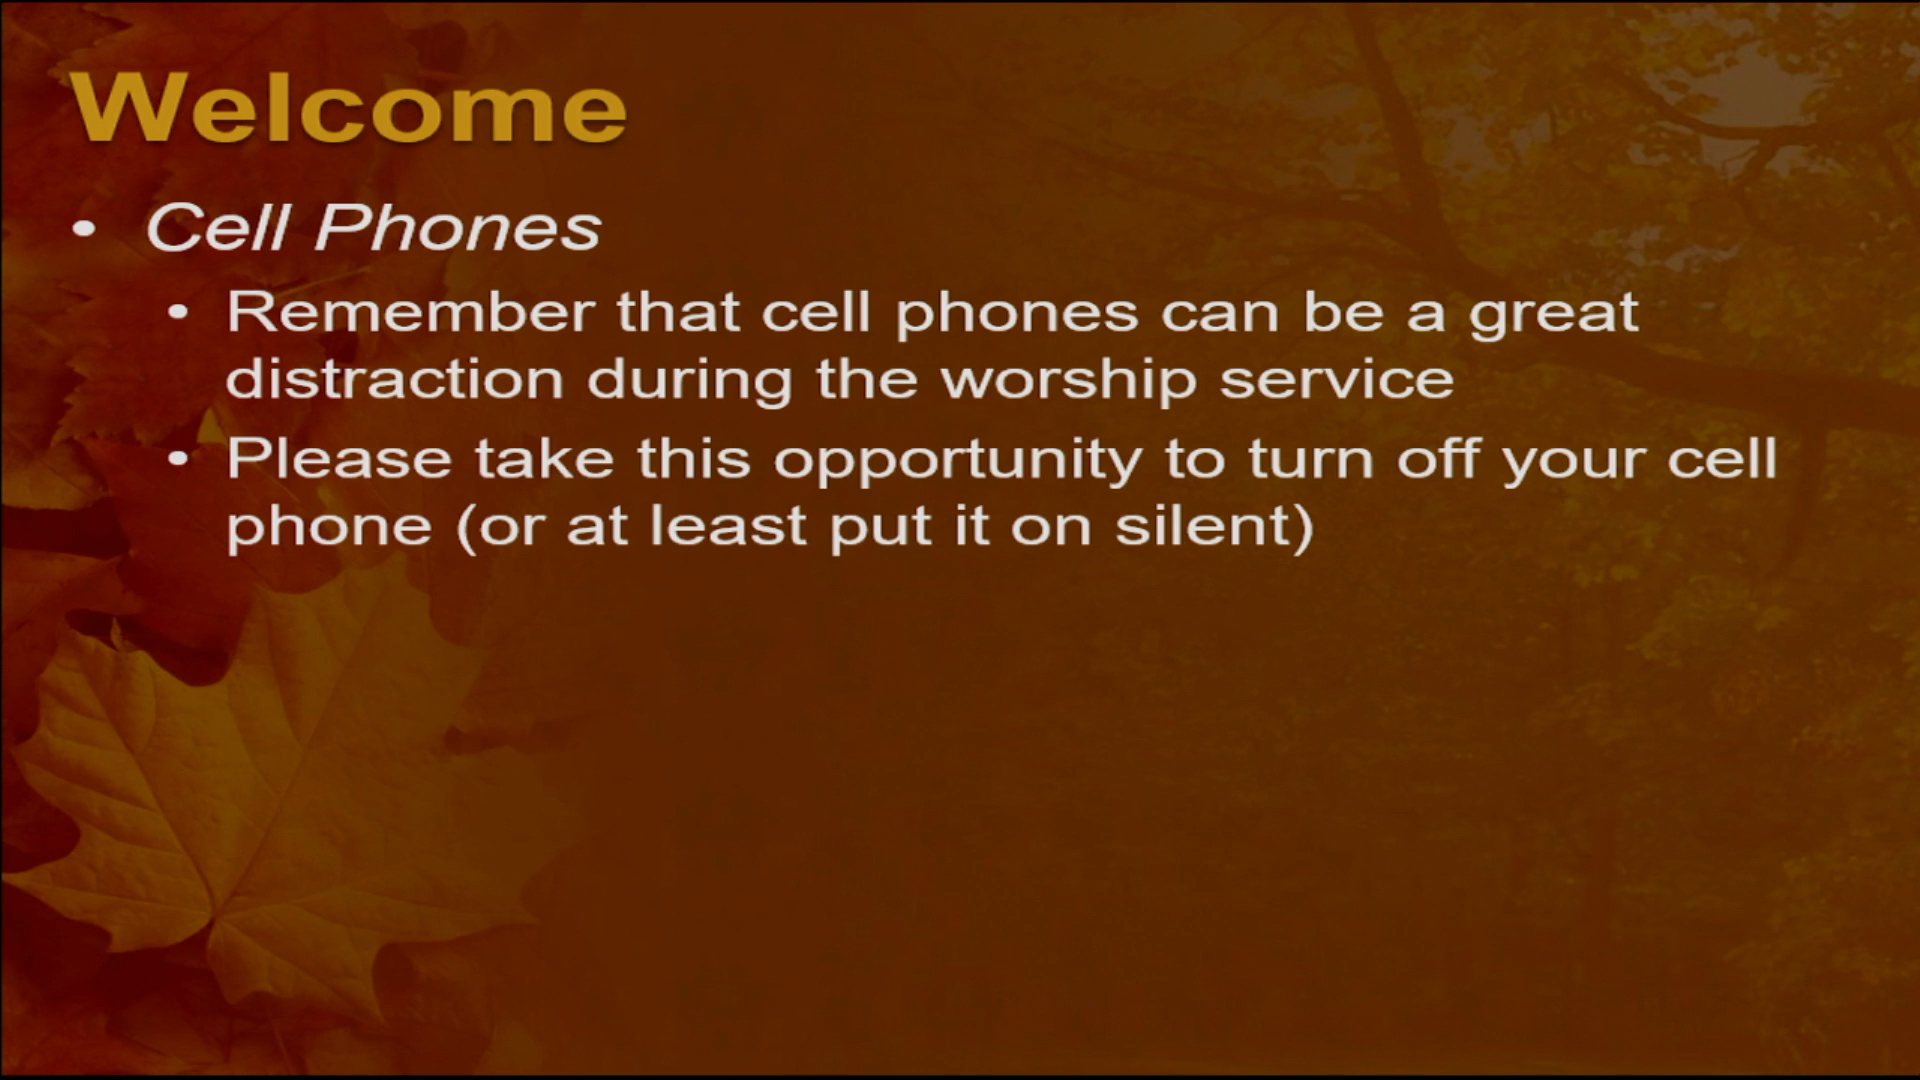 Welcome
• Cell Phones
• Remember that cell phones can be a great
distraction during the worship service
• Please take this opportunity to turn off your cell
phone (or at least put it on silent)